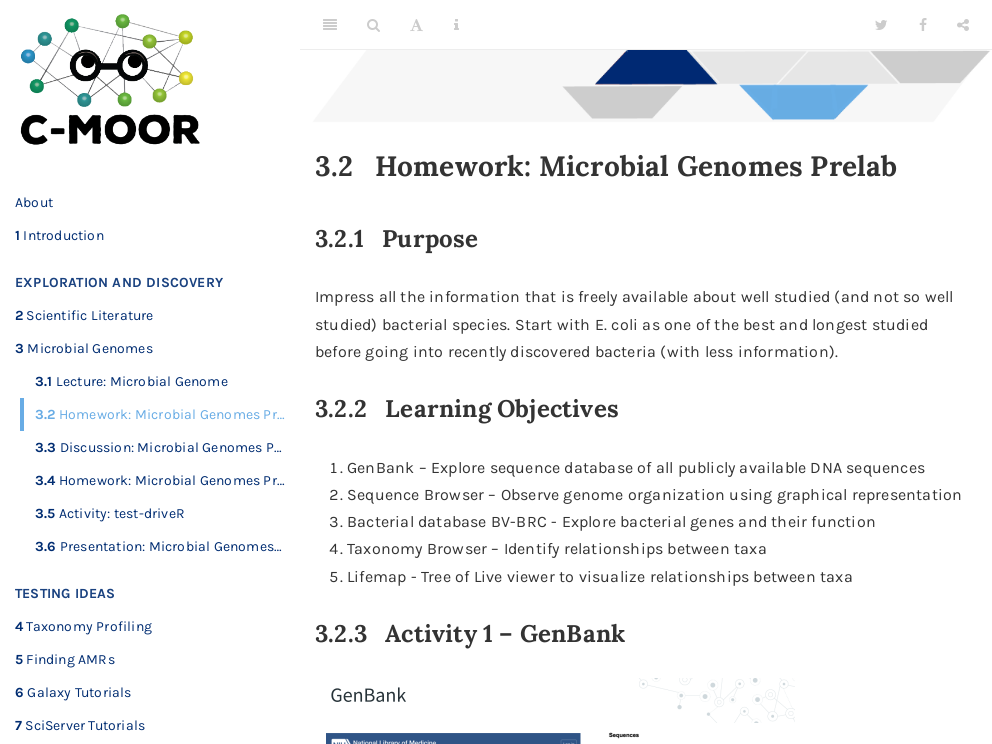 C-MOOR
About
1 Introduction
EXPLORATION AND DISCOVERY
2 Scientific Literature
3 Microbial Genomes
3.1 Lecture: Microbial Genome
3.2 Homework: Microbial Genomes Pr...
3.3 Discussion: Microbial Genomes P...
3.4 Homework: Microbial Genomes Pr...
3.5 Activity: test-driveR
3.6 Presentation: Microbial Genomes...
TESTING IDEAS
4 Taxonomy Profiling
5 Finding AMRs
6 Galaxy Tutorials
7 SciServer Tutorials
3.2 Homework: Microbial Genomes Prelab
3.2.1 Purpose
Impress all the information that is freely available about well studied (and not so well
studied) bacterial species. Start with E. coli as one of the best and longest studied
before going into recently discovered bacteria (with less information).
3.2.2 Learning Objectives
1. GenBank – Explore sequence database of all publicly available DNA sequences
2. Sequence Browser – Observe genome organization using graphical representation
3. Bacterial database BV-BRC - Explore bacterial genes and their function
4. Taxonomy Browser – Identify relationships between taxa
5. Lifemap - Tree of Live viewer to visualize relationships between taxa
3.2.3 Activity 1 – GenBank
GenBank
National Library of Medicine
Sequences